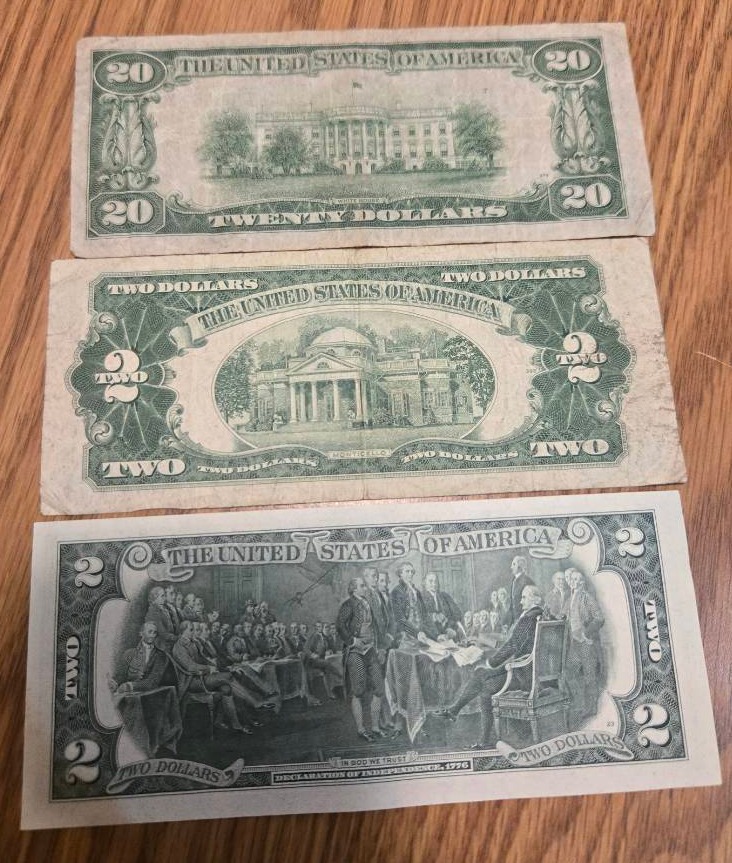 20 THE UNITED STATES OF AMERICA 20
20 TWENTY DOLLARS 20
TWO DOLLARS TWO DOLLARS
THE UNITED STATES OF AMERICA
2 TWO 2 TWO
MONTICELLO
TWO TWO DOLLARS TWO DOLLARS TWO
2 THE UNITED STATES OF AMERICA 2
TWO TWO
23
2 2
IN GOD WE TRUST
TWO DOLLARS TWO DOLLARS
DECLARATION OF INDEPENDENCE, 1776